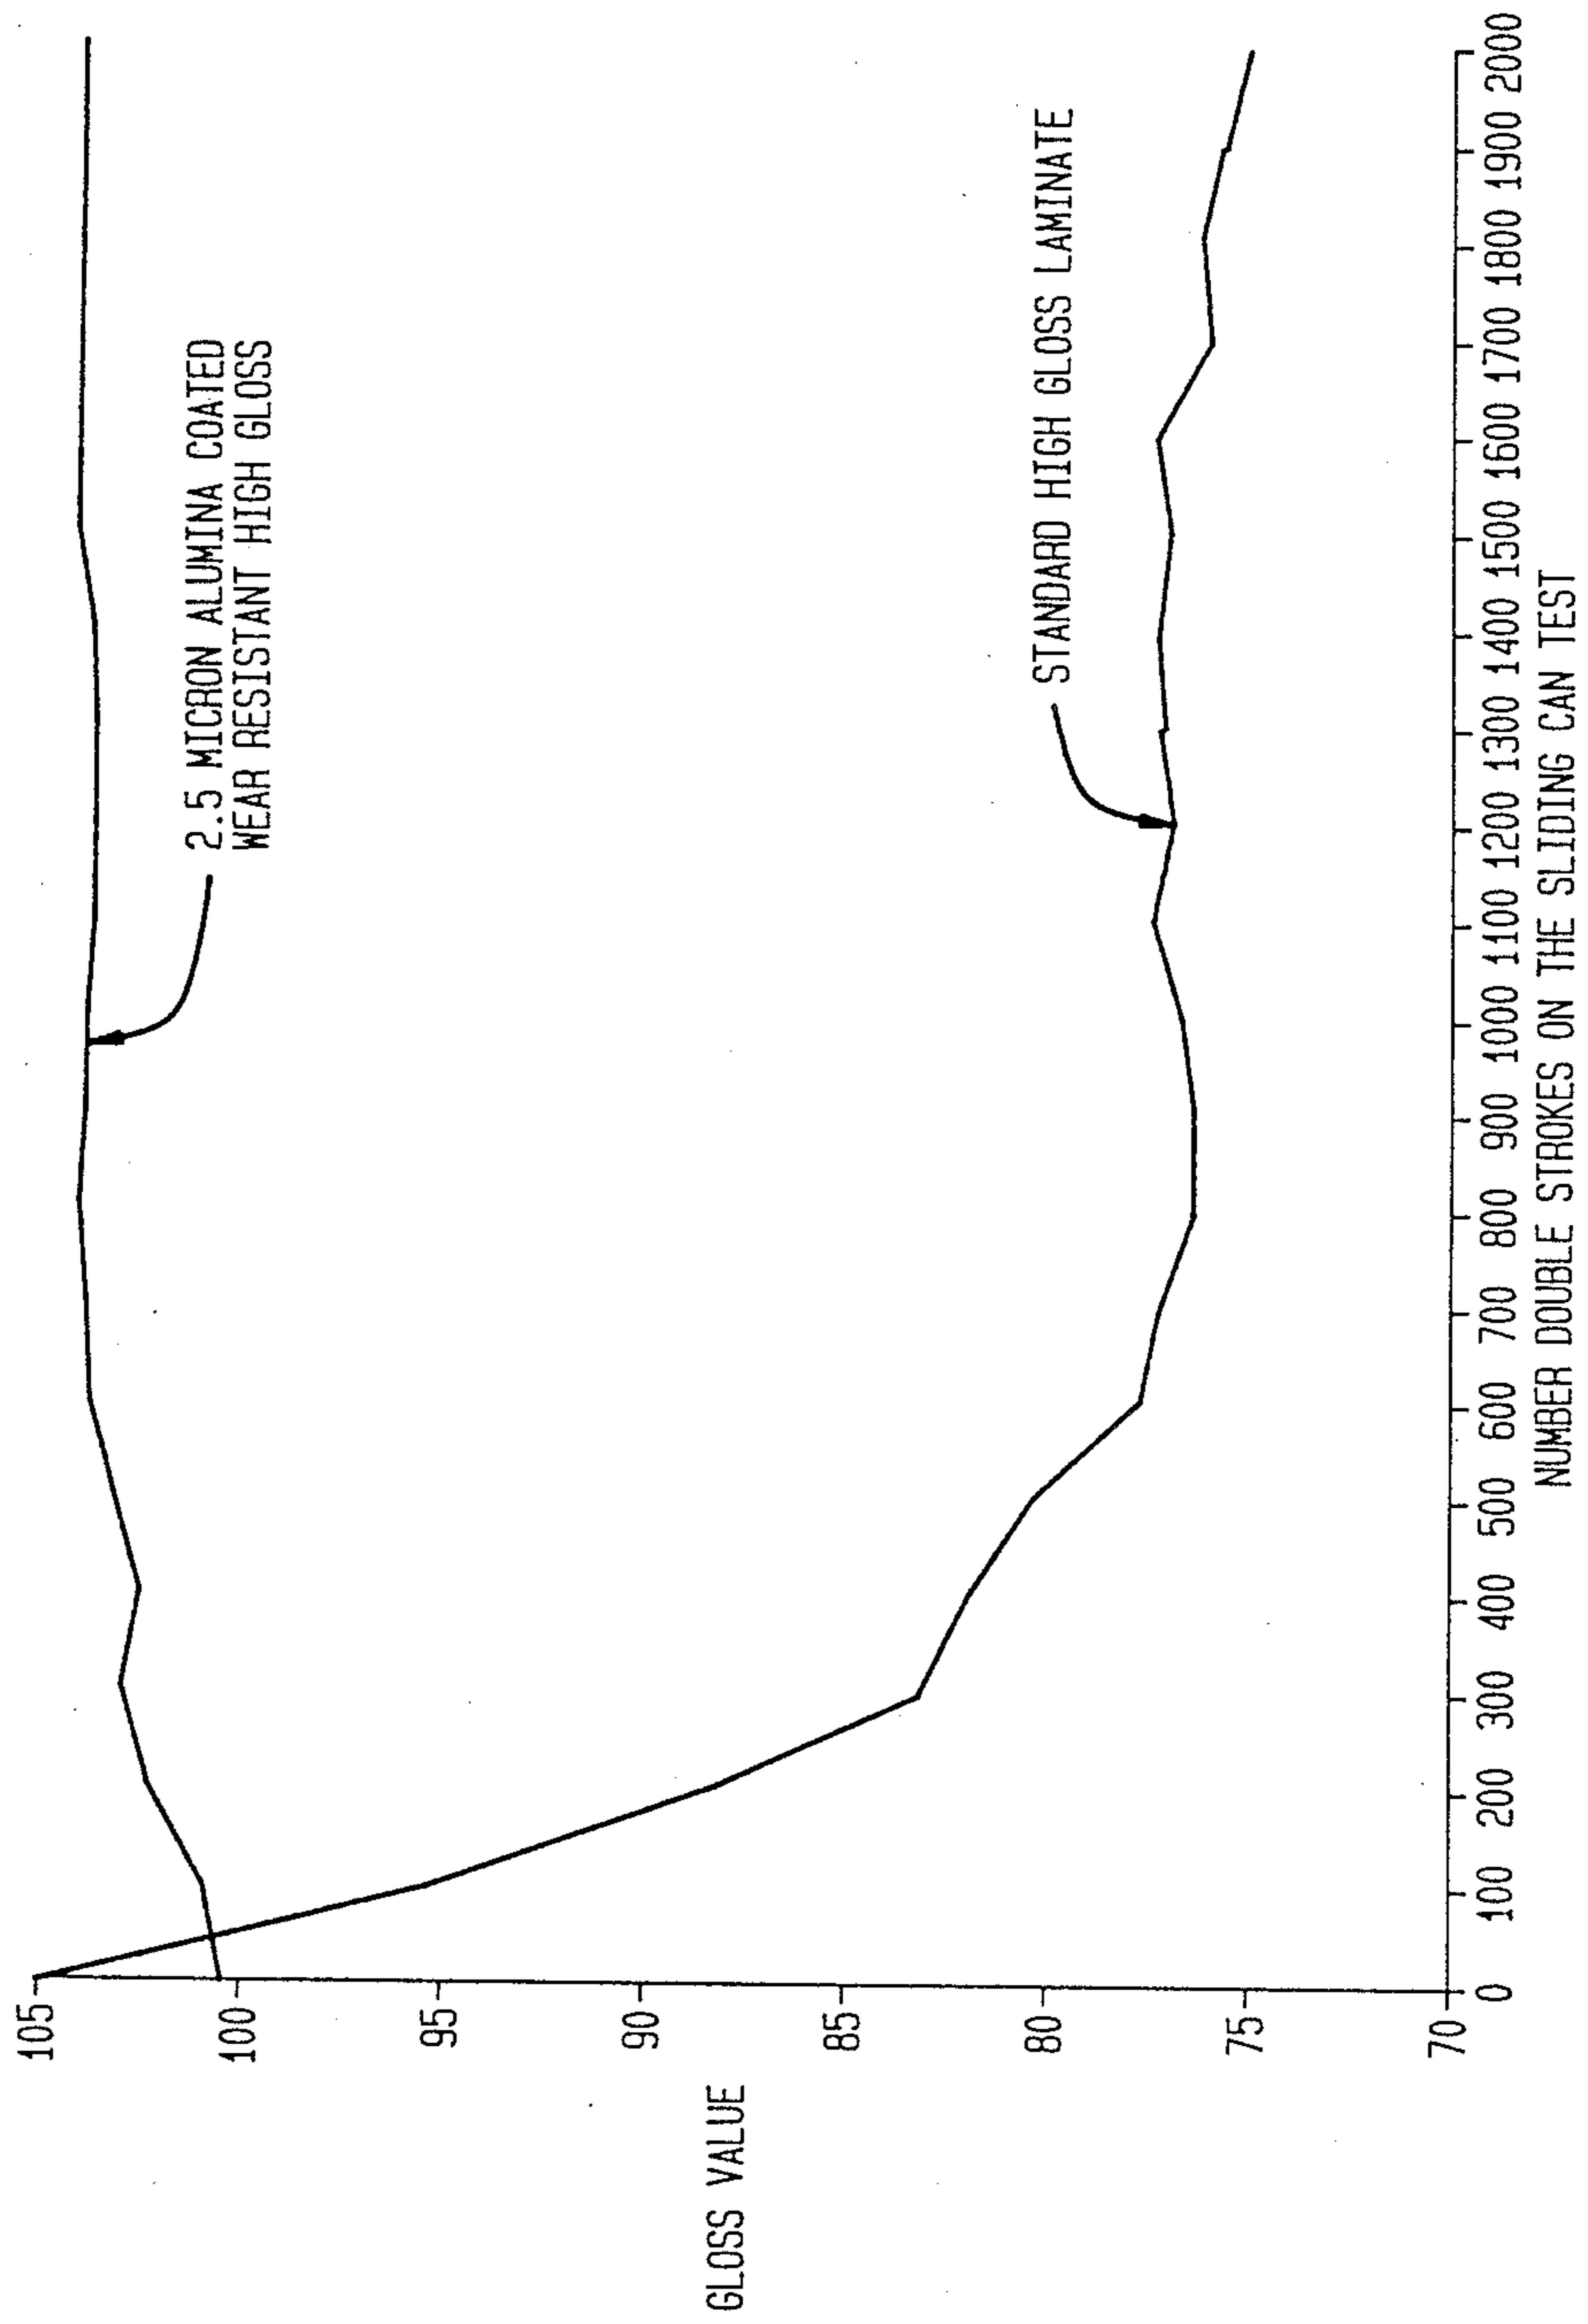 105
100
95
90
85
80
75
70
GLOSS VALUE
2.5 MICRON ALUMINA COATED
WEAR RESISTANT HIGH GLOSS
STANDARD HIGH GLOSS LAMINATE
0 100 200 300 400 500 600 700 800 900 1000 1100 1200 1300 1400 1500 1600 1700 1800 1900 2000
NUMBER DOUBLE STROKES ON THE SLIDING CAN TEST